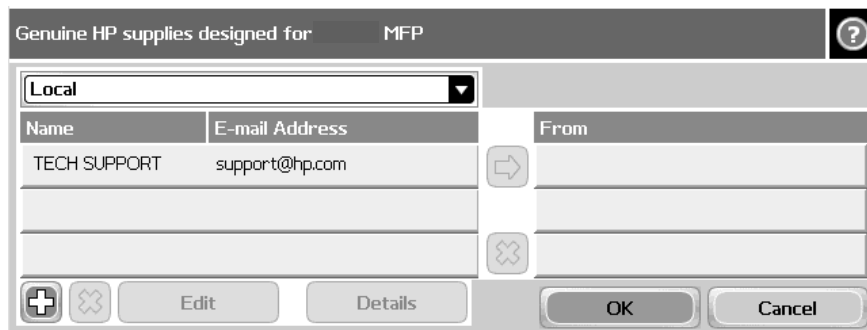 Genuine HP supplies designed for MFP
?
Local
Name E-mail Address From
TECH SUPPORT support@hp.com
Edit Details OK Cancel